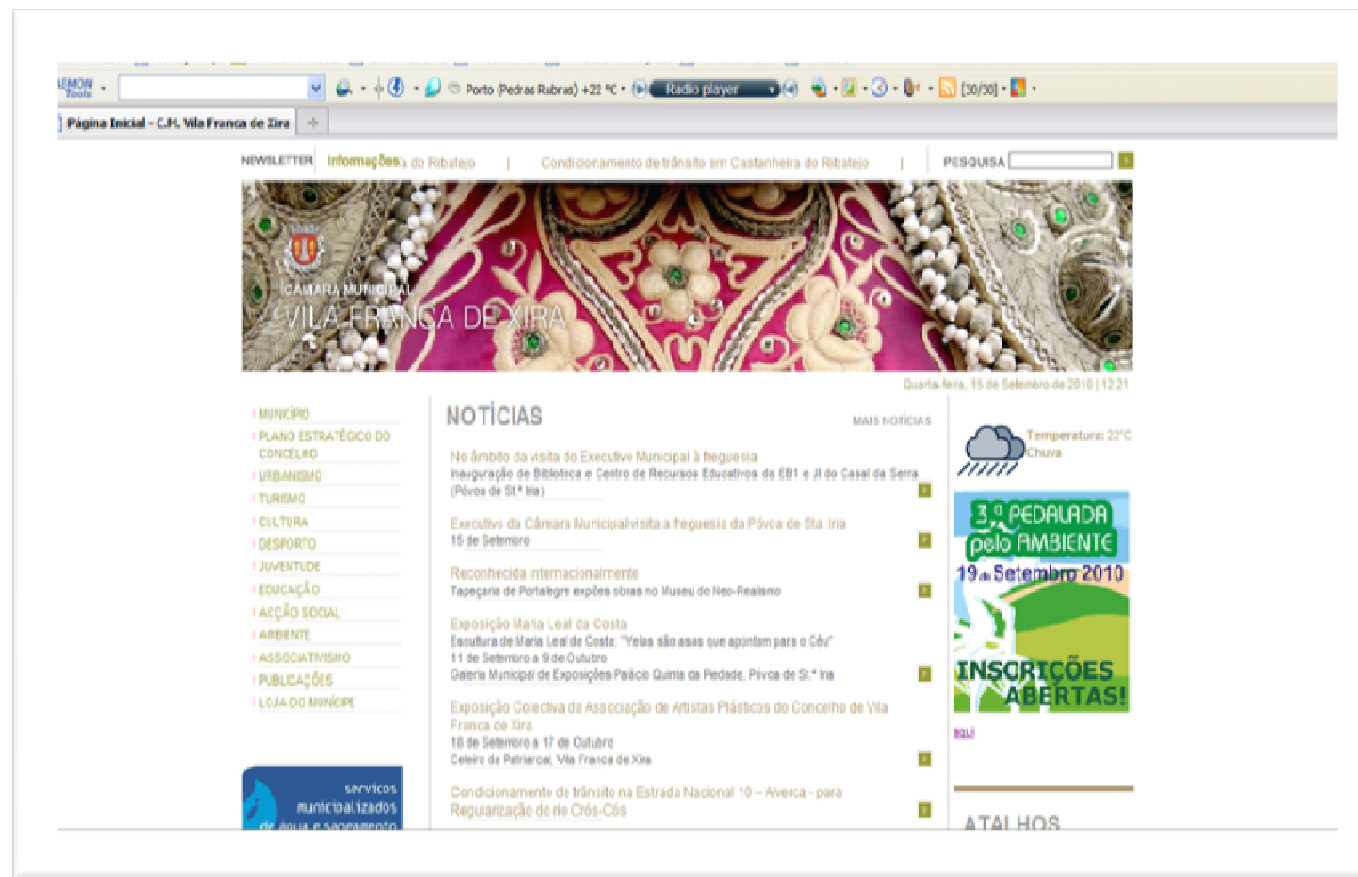 DAEMON Tools
Porto (Pedras Rubras) +22 ºC
Radio player
[30/30]
Página Inicial - C.M. Vila Franca de Xira
NEWSLETTER
Informações
do Ribatejo | Condicionamento de trânsito em Castanheira do Ribatejo |
PESQUISA
CÂMARA MUNICIPAL
VILA FRANCA DE XIRA
Quarta-feira, 15 de Setembro de 2010 | 12:21
MUNICÍPIO
PLANO ESTRATÉGICO DO
CONCELHO
URBANISMO
TURISMO
CULTURA
DESPORTO
JUVENTUDE
EDUCAÇÃO
ACÇÃO SOCIAL
AMBIENTE
ASSOCIATIVISMO
PUBLICAÇÕES
LOJA DO MUNÍCIPE
serviços
municipalizados
de água e saneamento
NOTÍCIAS
MAIS NOTÍCIAS
No âmbito da visita do Executivo Municipal à freguesia
Inauguração de Biblioteca e Centro de Recursos Educativos da EB1 e JI do Casal da Serra
(Póvoa de St.ª Iria)
Executivo da Câmara Municipal visita a freguesia da Póvoa de Sta. Iria
15 de Setembro
Reconhecida internacionalmente
Tapeçaria de Portalegre expões obras no Museu do Neo-Realismo
Exposição Maria Leal da Costa
Escultura de Maria Leal da Costa: "Velas são asas que apontam para o Céu"
11 de Setembro a 9 de Outubro
Galeria Municipal de Exposições Palácio Quinta da Piedade, Póvoa de St.ª Iria
Exposição Colectiva da Associação de Artistas Plásticos do Concelho de Vila
Franca de Xira
18 de Setembro a 17 de Outubro
Celeiro da Patriarcal, Vila Franca de Xira
Condicionamento de trânsito na Estrada Nacional 10 – Alverca - para
Regularização do rio Crós-Cós
Temperatura: 22°C
Chuva
3.ª PEDALADA
pelo AMBIENTE
19 de Setembro 2010
INSCRIÇÕES
ABERTAS!
aqui
ATALHOS